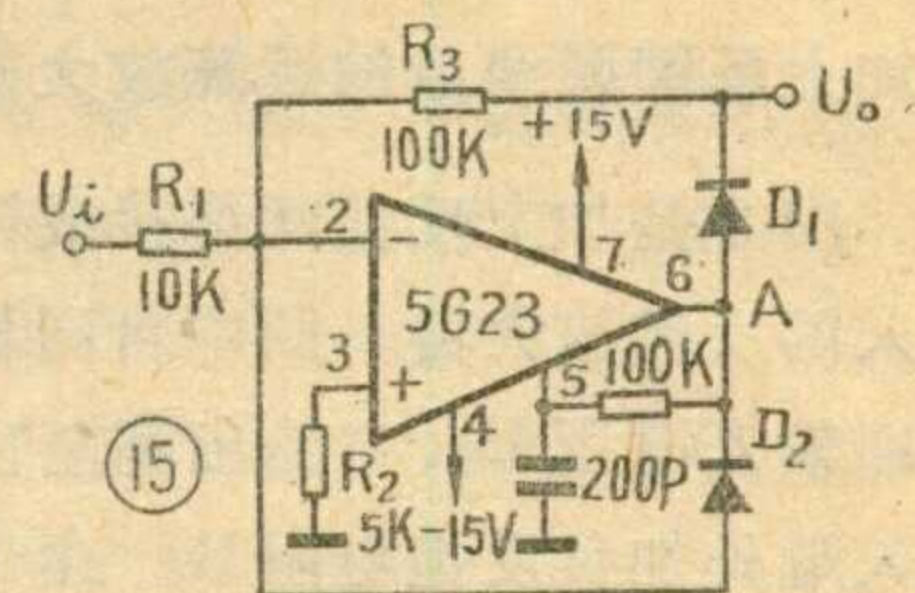 R₃
100K
+15V
Uₒ
Uᵢ
R₁
10K
2
−
7
6
D₁
5G23
A
3
+
5
100K
4
D₂
15
R₂
5K
-15V
200P